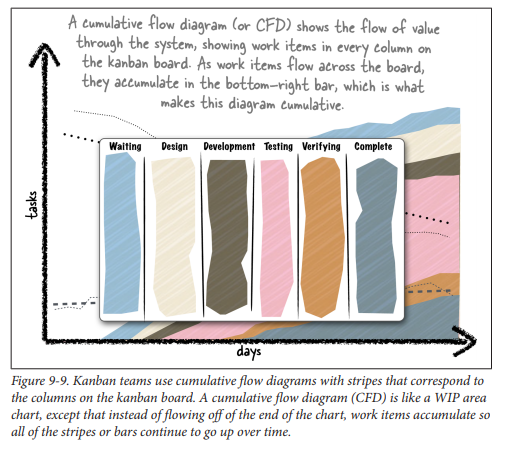 A cumulative flow diagram (or CFD) shows the flow of value
through the system, showing work items in every column on
the kanban board. As work items flow across the board,
they accumulate in the bottom-right bar, which is what
makes this diagram cumulative.
Waiting Design Development Testing Verifying Complete
tasks
days
Figure 9-9. Kanban teams use cumulative flow diagrams with stripes that correspond to
the columns on the kanban board. A cumulative flow diagram (CFD) is like a WIP area
chart, except that instead of flowing off of the end of the chart, work items accumulate so
all of the stripes or bars continue to go up over time.